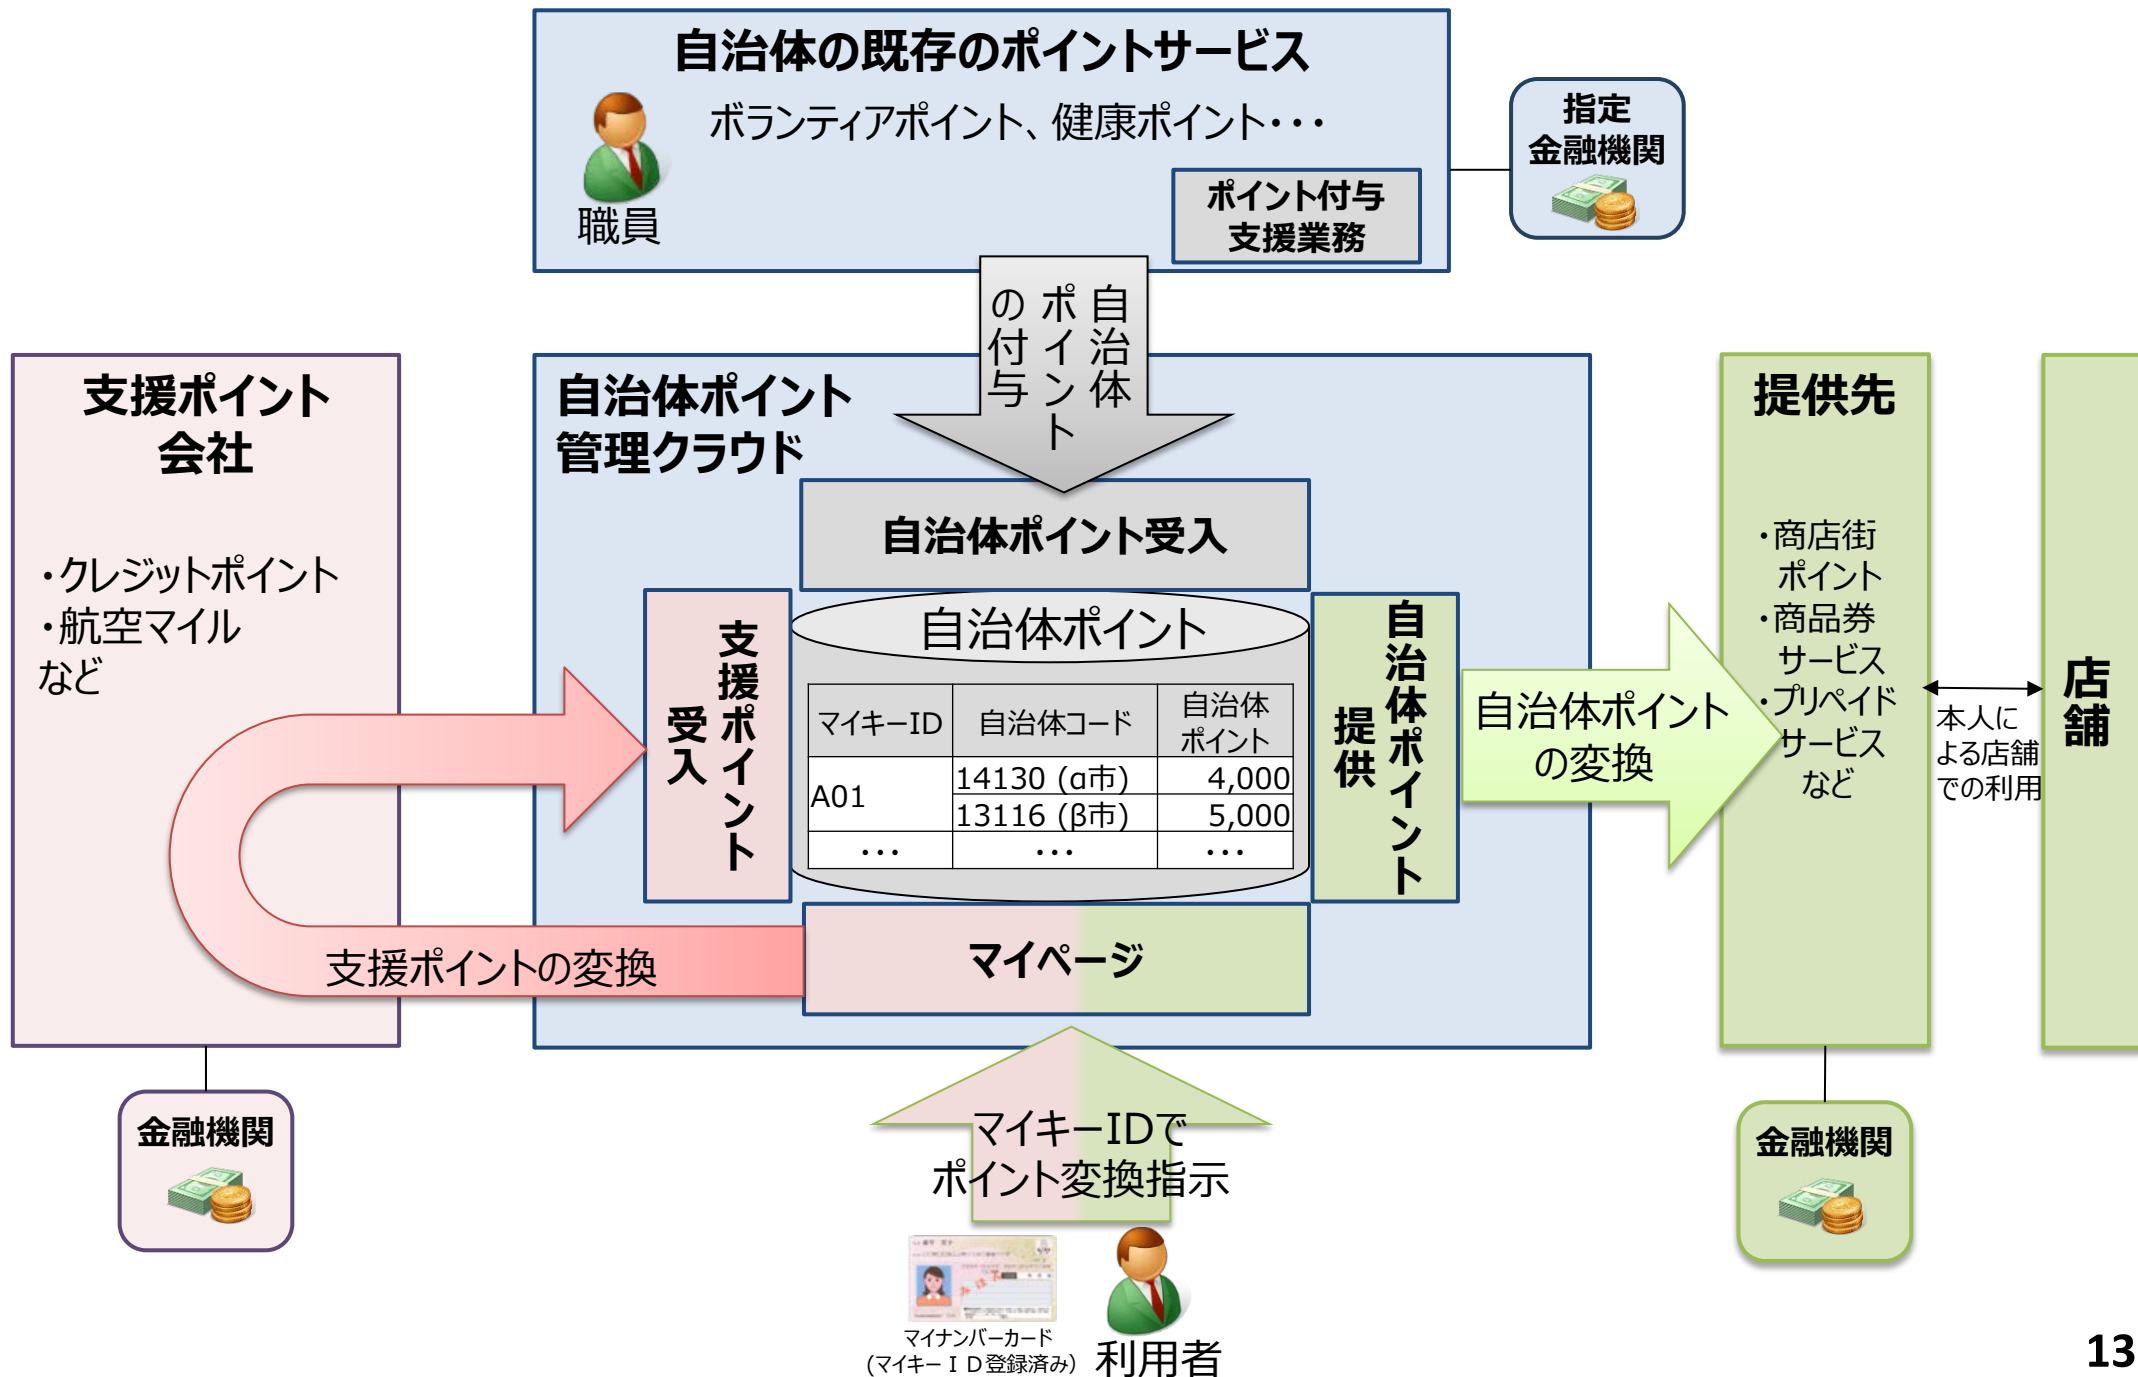 自治体の既存のポイントサービス
ボランティアポイント、健康ポイント・・・
職員
ポイント付与
支援業務
指定
金融機関
自治体
ポイント
の付与
支援ポイント
会社
・クレジットポイント
・航空マイル
など
自治体ポイント
管理クラウド
自治体ポイント受入
支援ポイント
受入
自治体ポイント
マイキーID
自治体コード
自治体
ポイント
A01
14130 (α市)
4,000
13116 (β市)
5,000
・・・
・・・
・・・
自治体ポイント
提供
自治体ポイント
の変換
提供先
・商店街
ポイント
・商品券
サービス
・プリペイド
サービス
など
本人に
よる店舗
での利用
店舗
支援ポイントの変換
マイページ
金融機関
金融機関
マイキーIDで
ポイント変換指示
マイナンバーカード
(マイキーＩＤ登録済み)
利用者
13